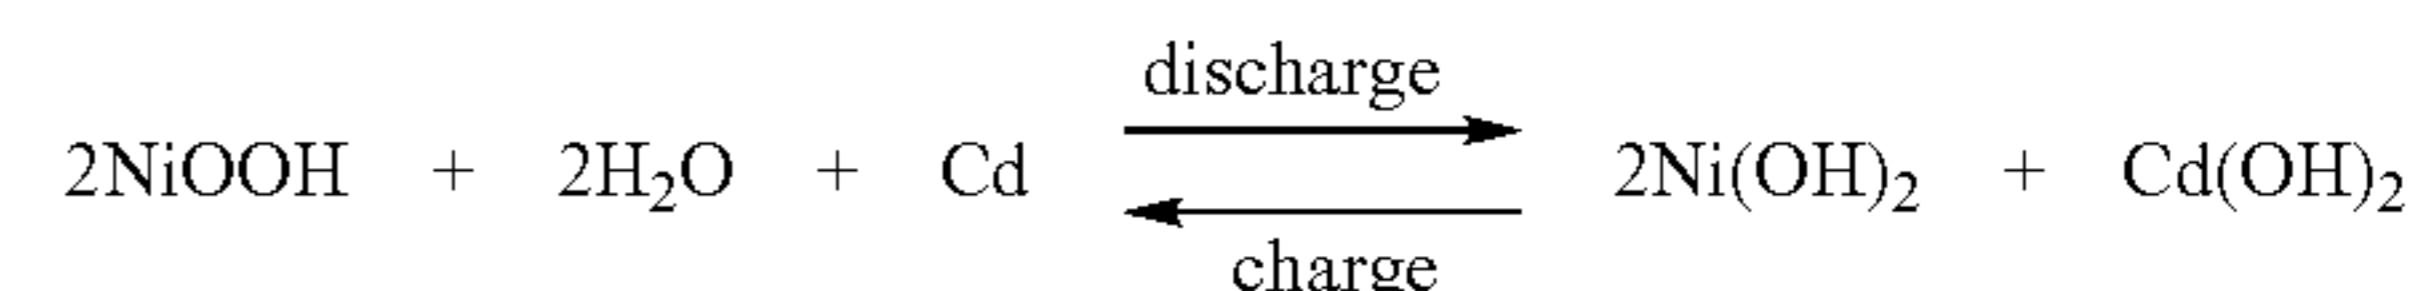 discharge
2NiOOH + 2H₂O + Cd 2Ni(OH)₂ + Cd(OH)₂
charge